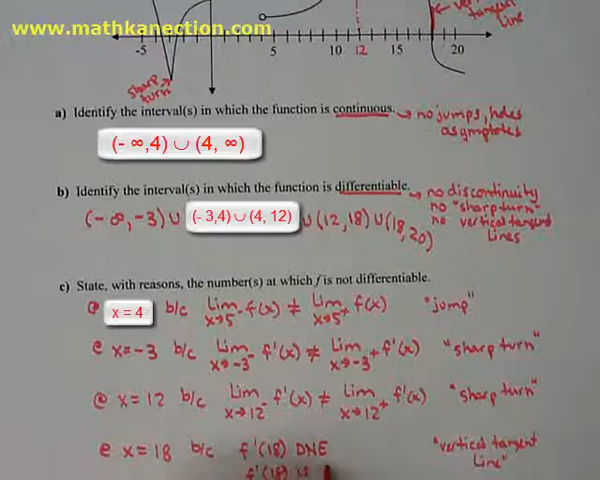 www.mathkanection.com
vertical tangent Line
-5 5 10 12 15 20
sharp turn
a) Identify the interval(s) in which the function is continuous. → no jumps, holes
asymptotes
(- ∞,4) ∪ (4, ∞)
b) Identify the interval(s) in which the function is differentiable. → no discontinuity
no "sharp turn"
(-∞, -3) ∪ (- 3,4) ∪ (4, 12) ∪ (12, 18) ∪ (18, 20) no vertical tangent
Lines
c) State, with reasons, the number(s) at which f is not differentiable.
@ x = 4 b/c Lim x→5⁻ f(x) ≠ Lim x→5⁺ f(x) "jump"
@ x=-3 b/c Lim x→-3⁻ f'(x) ≠ Lim x→-3⁺ f'(x) "sharp turn"
@ x = 12 b/c Lim x→12⁻ f'(x) ≠ Lim x→12⁺ f'(x) "sharp turn"
@ x = 18 b/c f'(18) DNE "vertical tangent
Line"
f'(18) is